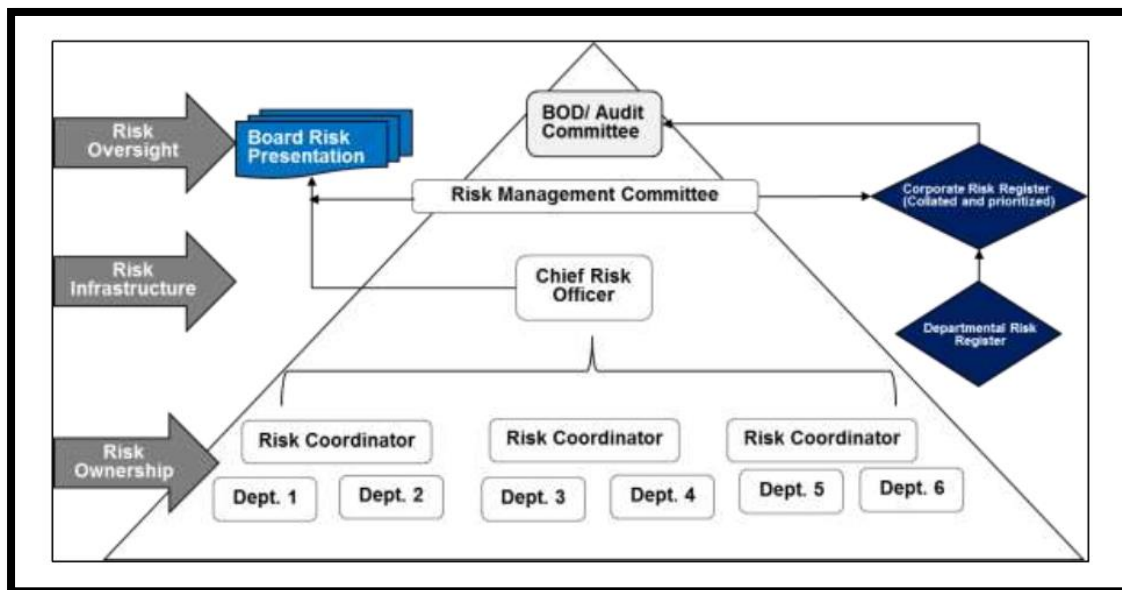 Risk
Oversight
Board Risk
Presentation
BOD/ Audit
Committee
Risk Management Committee
Corporate Risk Register
(Collated and prioritized)
Risk
Infrastructure
Chief Risk
Officer
Departmental Risk
Register
Risk
Ownership
Risk Coordinator
Risk Coordinator
Risk Coordinator
Dept. 1
Dept. 2
Dept. 3
Dept. 4
Dept. 5
Dept. 6